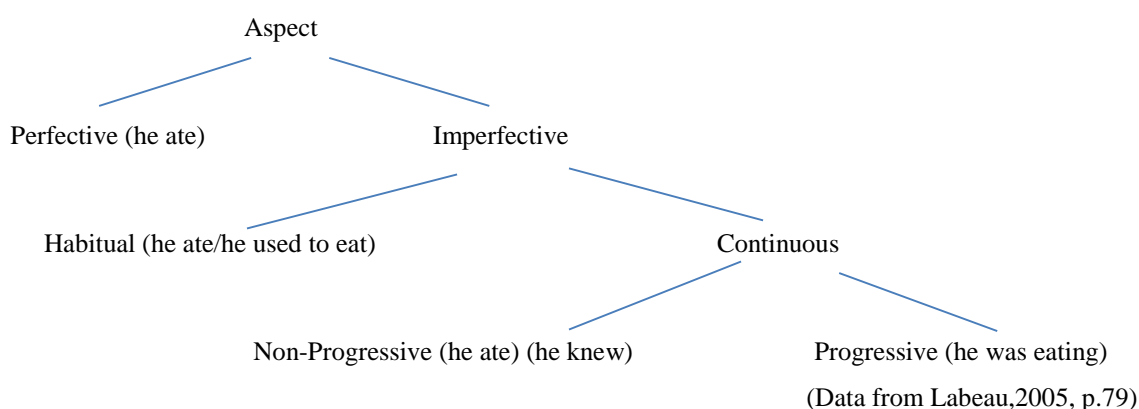 Aspect
Perfective (he ate) Imperfective
Habitual (he ate/he used to eat) Continuous
Non-Progressive (he ate) (he knew) Progressive (he was eating)
(Data from Labeau,2005, p.79)